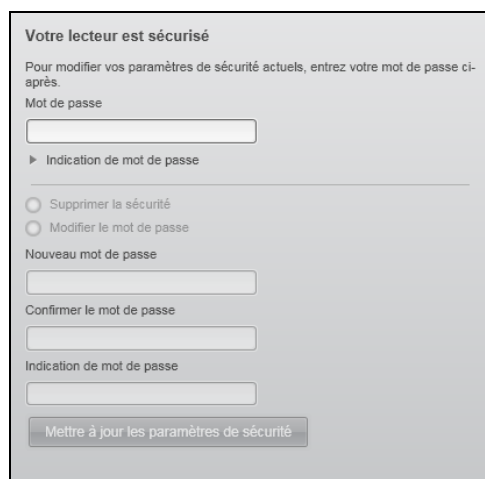 Votre lecteur est sécurisé
Pour modifier vos paramètres de sécurité actuels, entrez votre mot de passe ci-
après.
Mot de passe
Indication de mot de passe
Supprimer la sécurité
Modifier le mot de passe
Nouveau mot de passe
Confirmer le mot de passe
Indication de mot de passe
Mettre à jour les paramètres de sécurité